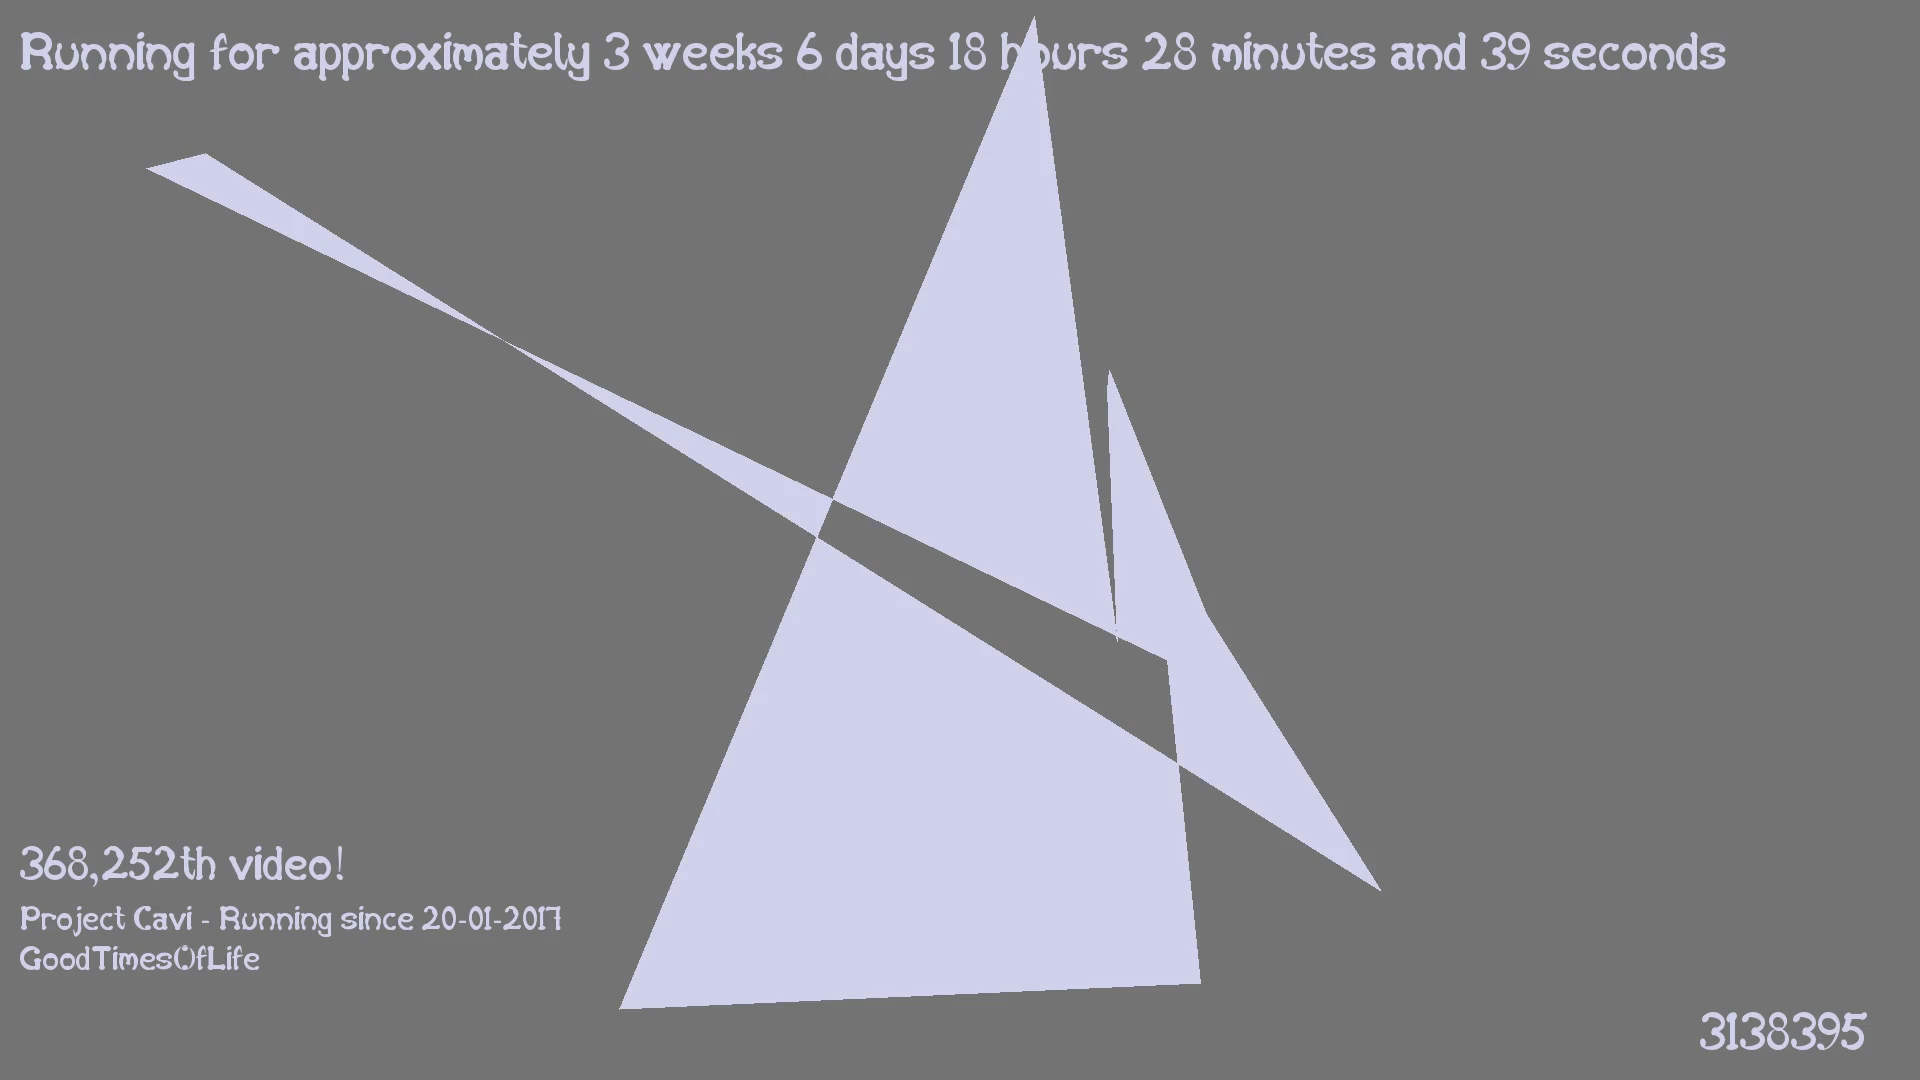 Running for approximately 3 weeks 6 days 18 hours 28 minutes and 39 seconds
368,252th video!
Project Cavi - Running since 20-01-2017
GoodTimesOfLife
3138395